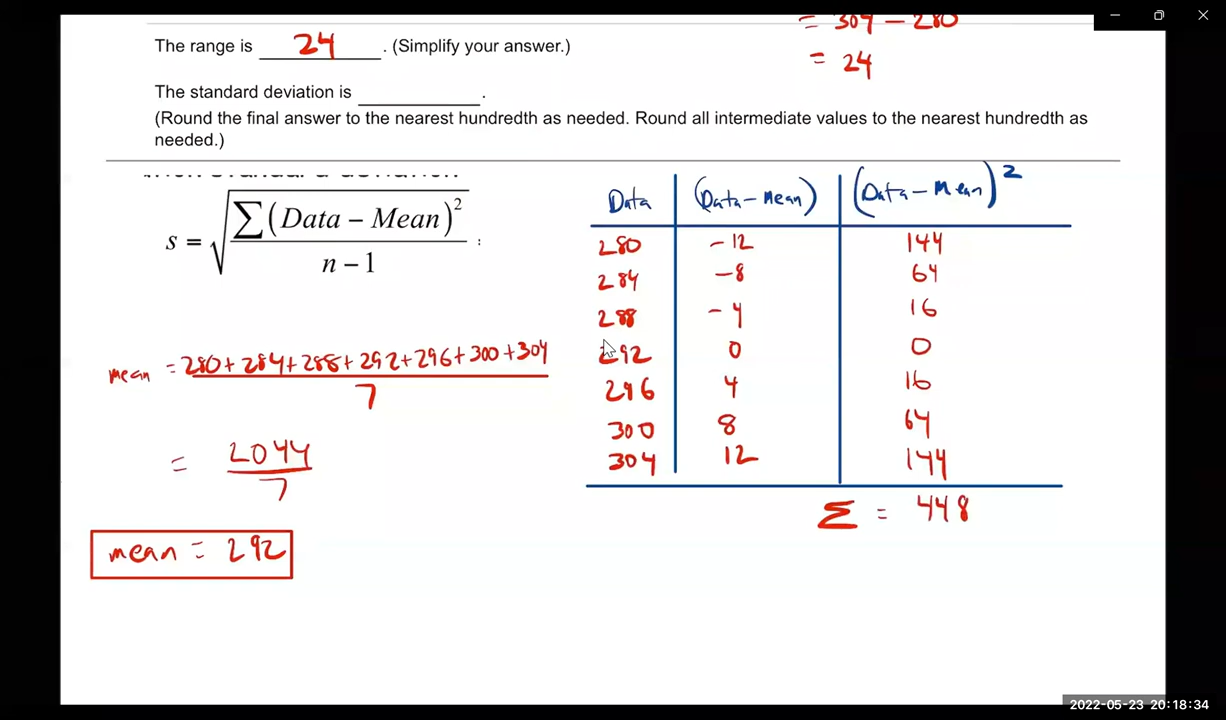 = 304 - 280
The range is 24 . (Simplify your answer.)
= 24
The standard deviation is ________ .
(Round the final answer to the nearest hundredth as needed. Round all intermediate values to the nearest hundredth as
needed.)
s = √(∑(Data − Mean)² / (n − 1))
Data (Data - Mean) (Data - Mean)²
280 -12 144
284 -8 64
288 -4 16
292 0 0
296 4 16
300 8 64
304 12 144
Σ = 448
mean = 280 + 284 + 288 + 292 + 296 + 300 + 304 / 7
= 2044 / 7
mean = 292
2022-05-23 20:18:34